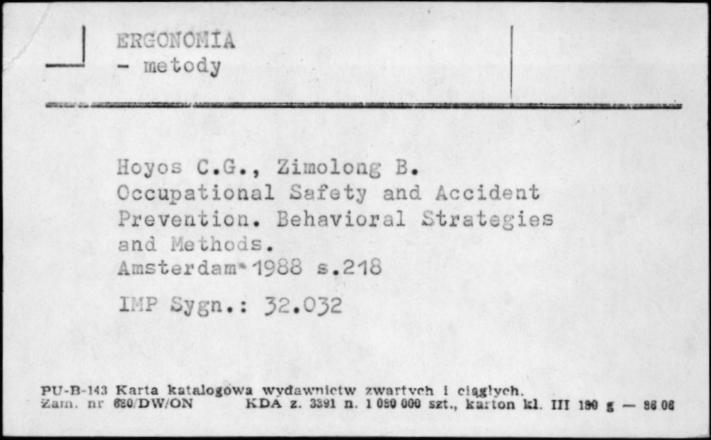 ERGONOMIA
- metody
Hoyos C.G., Zimolong B.
Occupational Safety and Accident
Prevention. Behavioral Strategies
and Methods.
Amsterdam 1988 s.218
IMP Sygn.: 32.032
PU-B-143 Karta katalogowa wydawnictw zwartych i ciągłych.
Zam. nr 680/DW/ON KDA z. 3391 n. 1 080 000 szt., karton kl. III 180 g — 86 06